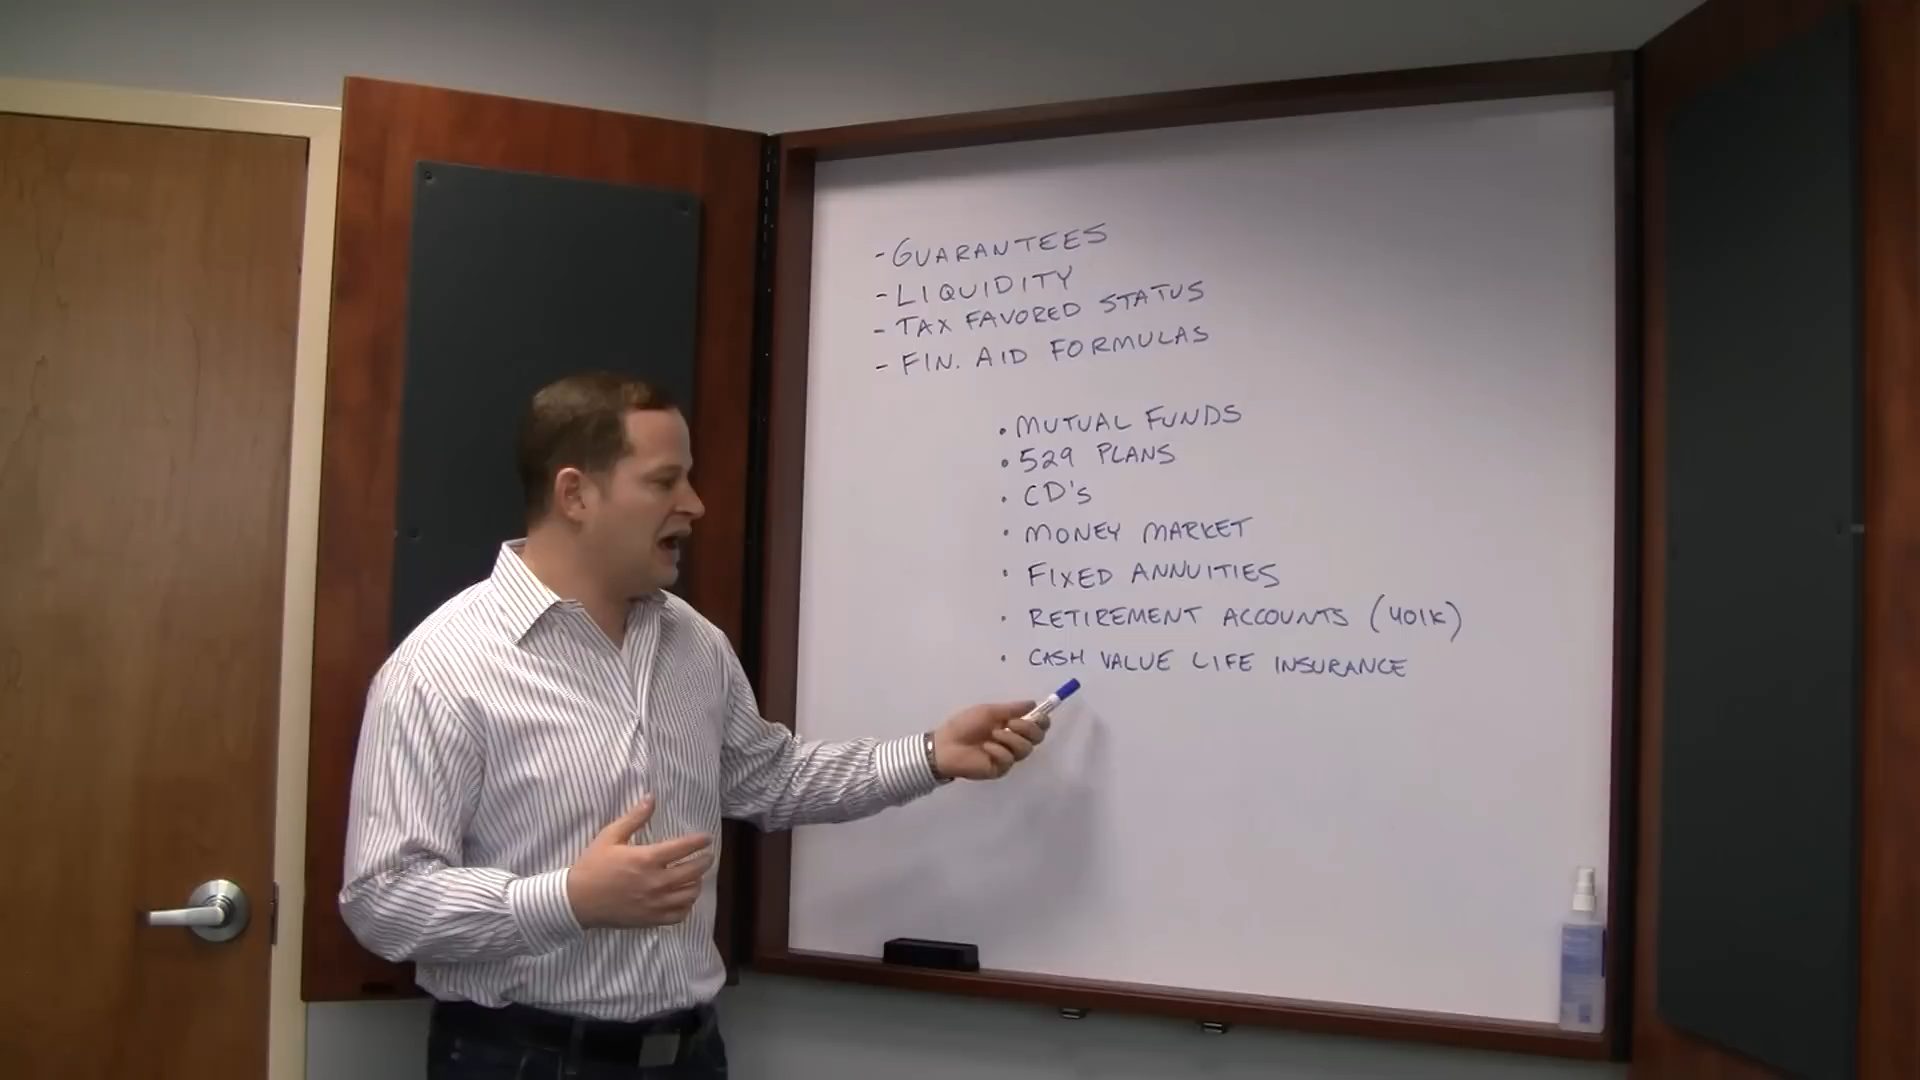 - GUARANTEES
- LIQUIDITY
- TAX FAVORED STATUS
- FIN. AID FORMULAS
• MUTUAL FUNDS
• 529 PLANS
• CD'S
• MONEY MARKET
• FIXED ANNUITIES
• RETIREMENT ACCOUNTS (401K)
• CASH VALUE LIFE INSURANCE